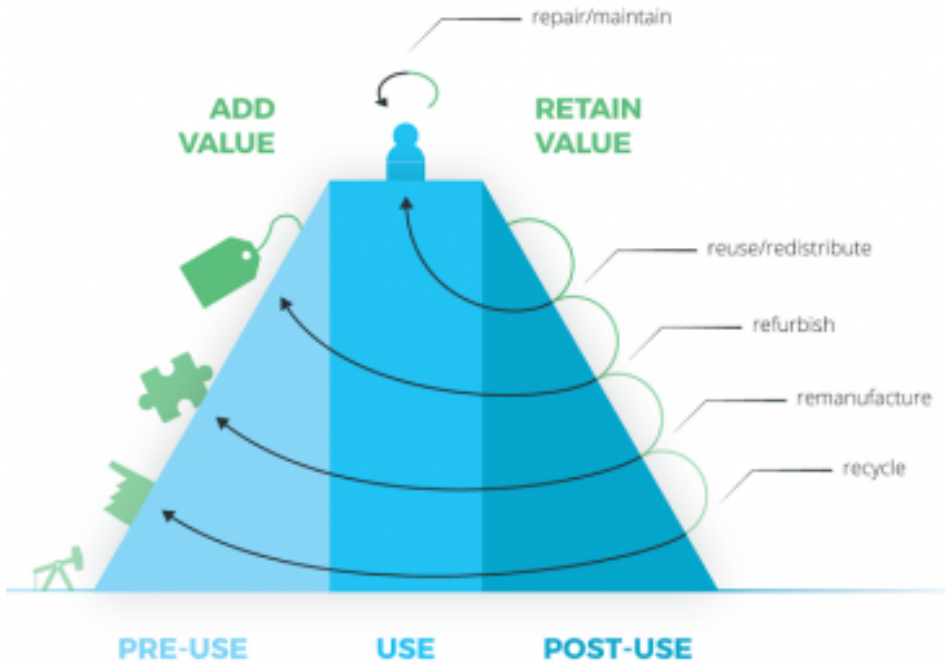 repair/maintain
ADD
VALUE
RETAIN
VALUE
reuse/redistribute
refurbish
remanufacture
recycle
PRE-USE
USE
POST-USE